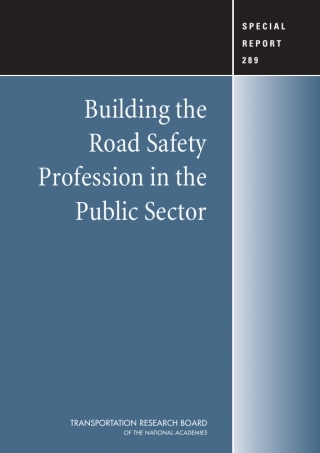 SPECIAL
REPORT
289
Building the
Road Safety
Profession in the
Public Sector
TRANSPORTATION RESEARCH BOARD
OF THE NATIONAL ACADEMIES